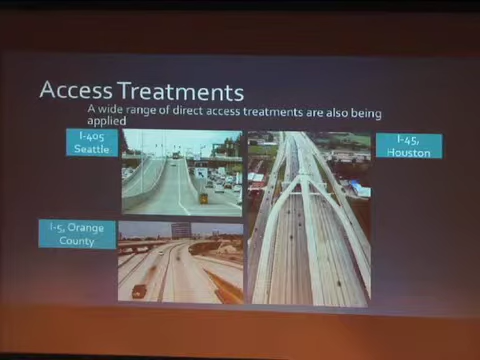 Access Treatments
A wide range of direct access treatments are also being
applied
I-405
Seattle
I-45,
Houston
I-5, Orange
County